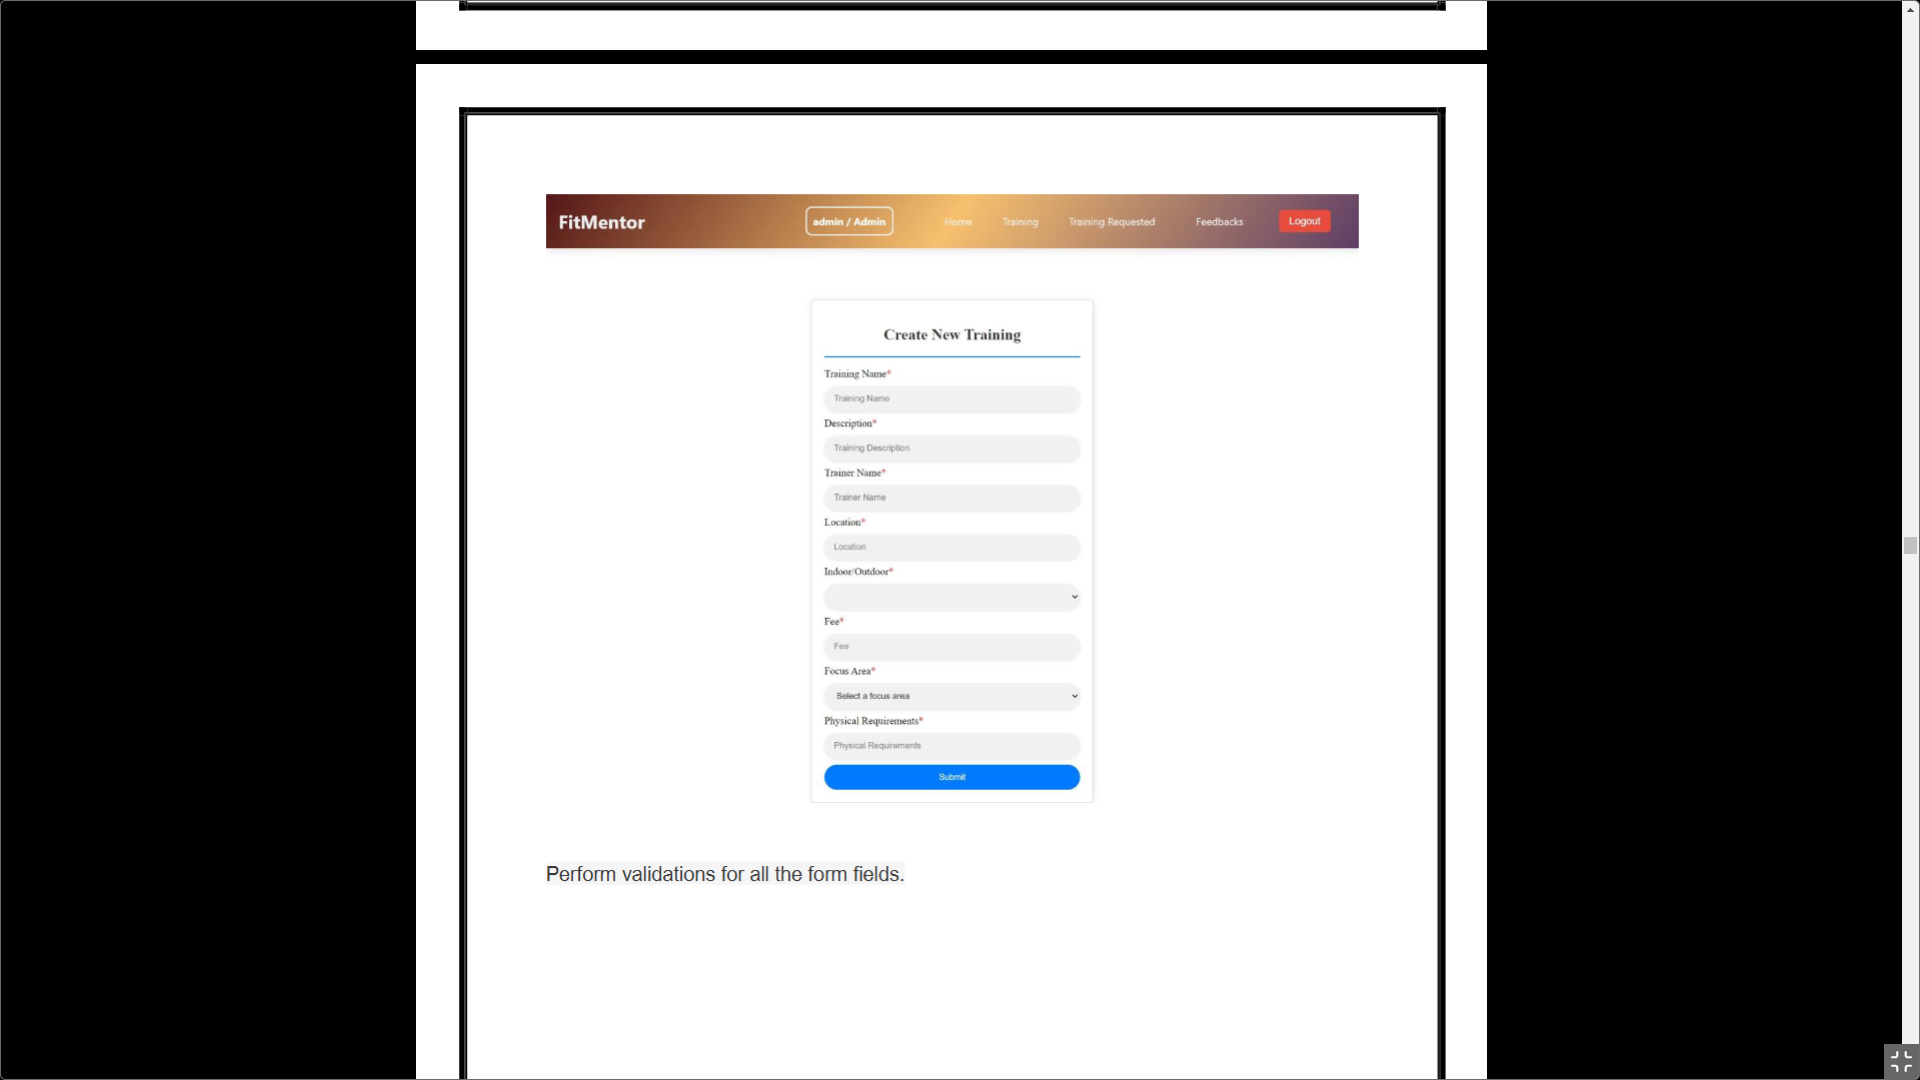 FitMentor admin / Admin Home Training Training Requested Feedbacks Logout
Create New Training
Training Name*
Training Name
Description*
Training Description
Trainer Name*
Trainer Name
Location*
Location
Indoor/Outdoor*
Fee*
Fee
Focus Area*
Select a focus area
Physical Requirements*
Physical Requirements
Submit
Perform validations for all the form fields.